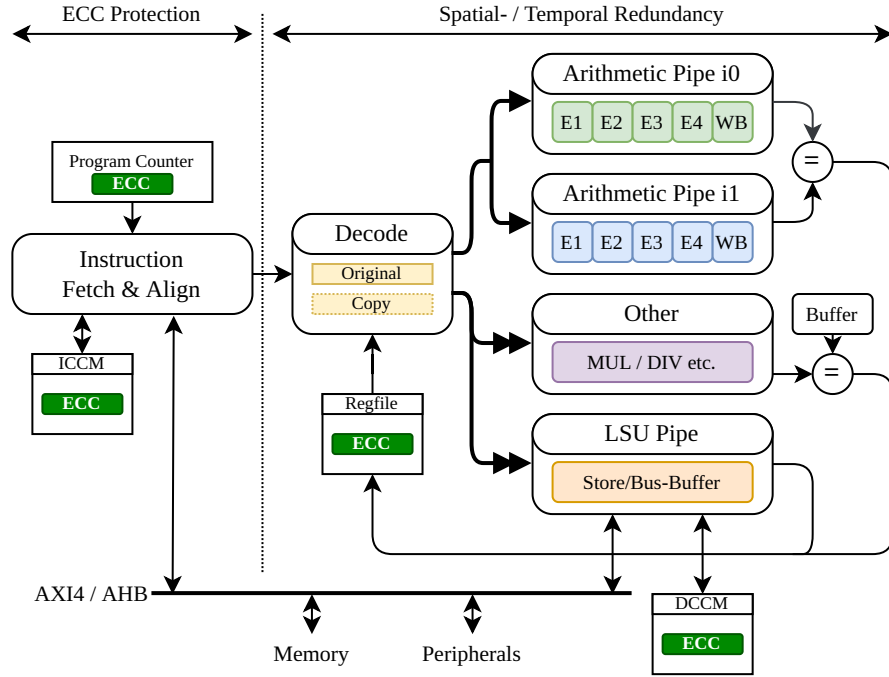 ECC Protection
Spatial- / Temporal Redundancy
Program Counter
ECC
Instruction
Fetch & Align
ICCM
ECC
Decode
Original
Copy
Regfile
ECC
Arithmetic Pipe i0
E1 E2 E3 E4 WB
=
Arithmetic Pipe i1
E1 E2 E3 E4 WB
Other
MUL / DIV etc.
Buffer
=
LSU Pipe
Store/Bus-Buffer
AXI4 / AHB
Memory
Peripherals
DCCM
ECC